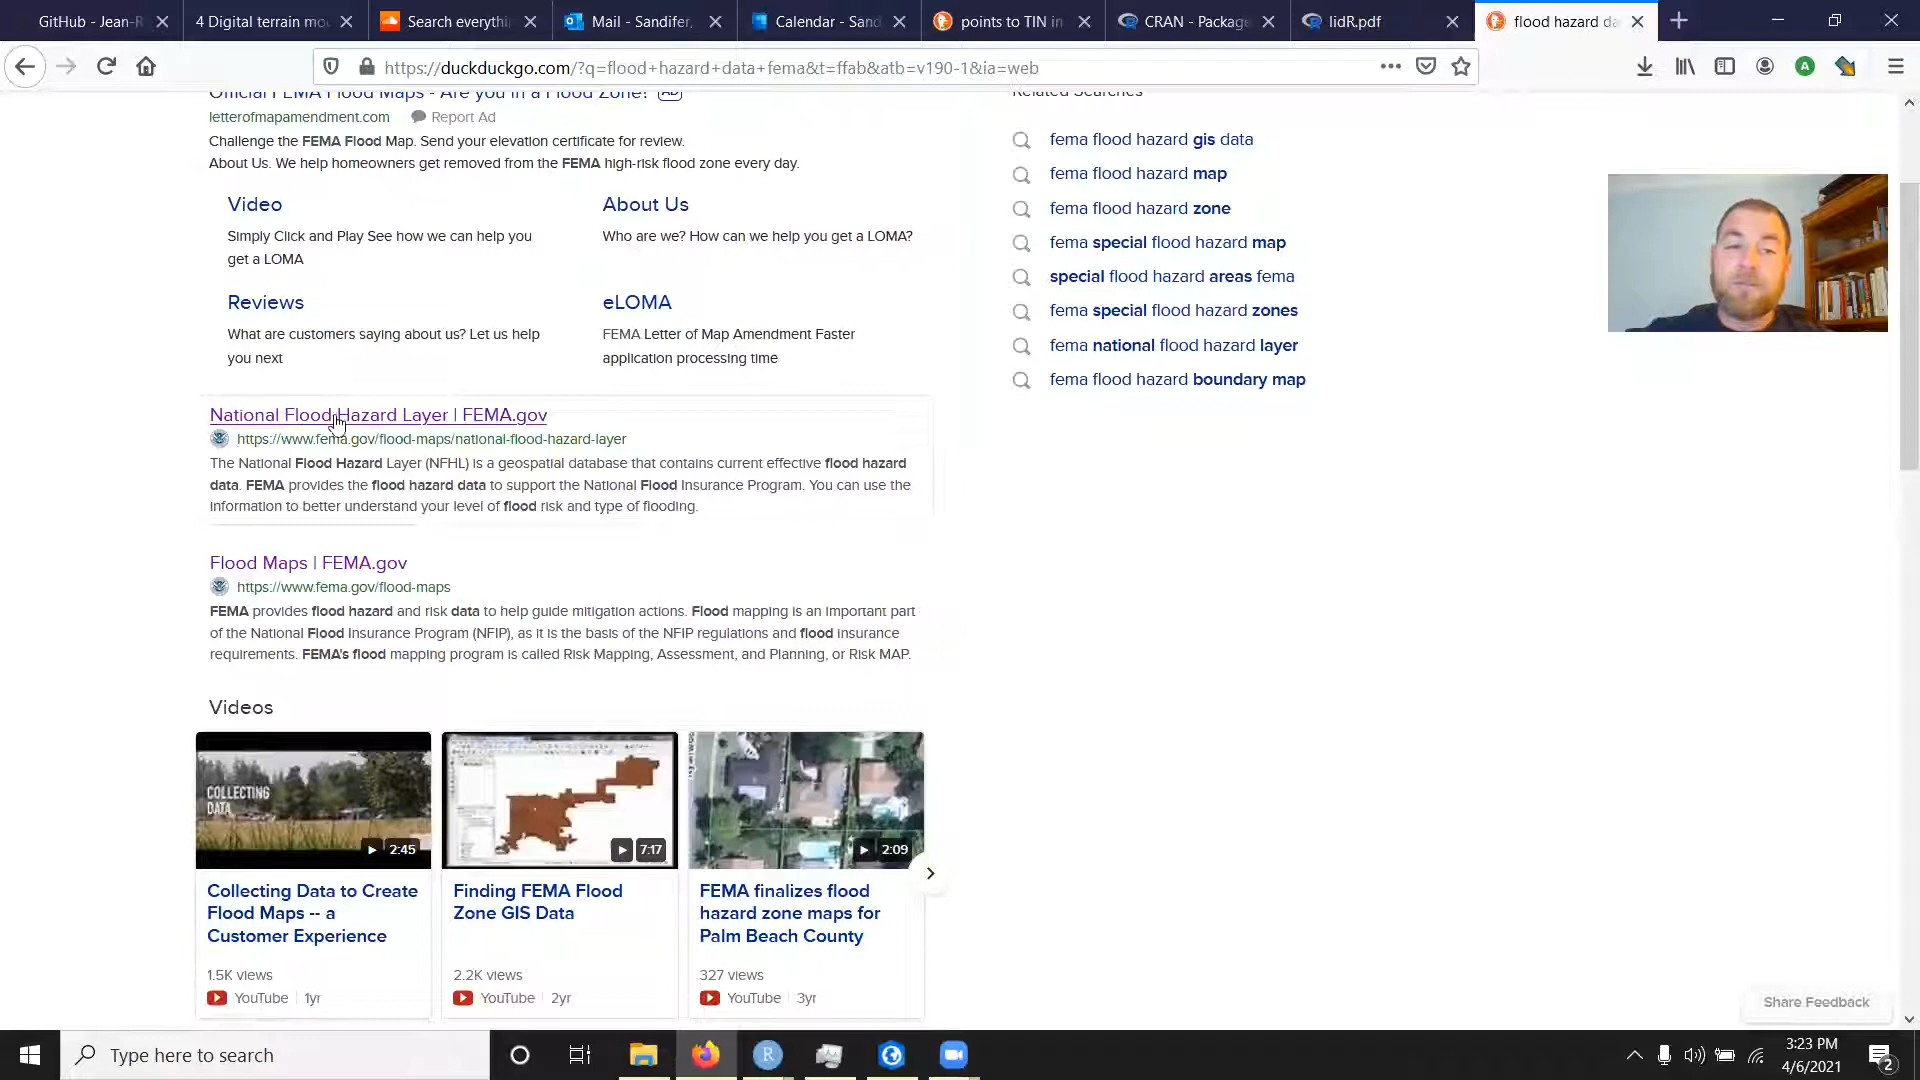 GitHub - Jean-R
4 Digital terrain mo
Search everythi
Mail - Sandifer,
Calendar - Sand
points to TIN in
CRAN - Package
lidR.pdf
flood hazard da
https://duckduckgo.com/?q=flood+hazard+data+fema&t=ffab&atb=v190-1&ia=web
Official FEMA Flood Maps - Are you in a Flood Zone? Ad
letterofmapamendment.com Report Ad
Challenge the FEMA Flood Map. Send your elevation certificate for review.
About Us. We help homeowners get removed from the FEMA high-risk flood zone every day.
Video
Simply Click and Play See how we can help you
get a LOMA
About Us
Who are we? How can we help you get a LOMA?
Reviews
What are customers saying about us? Let us help
you next
eLOMA
FEMA Letter of Map Amendment Faster
application processing time
National Flood Hazard Layer | FEMA.gov
https://www.fema.gov/flood-maps/national-flood-hazard-layer
The National Flood Hazard Layer (NFHL) is a geospatial database that contains current effective flood hazard
data. FEMA provides the flood hazard data to support the National Flood Insurance Program. You can use the
information to better understand your level of flood risk and type of flooding.
Flood Maps | FEMA.gov
https://www.fema.gov/flood-maps
FEMA provides flood hazard and risk data to help guide mitigation actions. Flood mapping is an important part
of the National Flood Insurance Program (NFIP), as it is the basis of the NFIP regulations and flood insurance
requirements. FEMA's flood mapping program is called Risk Mapping, Assessment, and Planning, or Risk MAP.
Videos
COLLECTING
DATA
2:45
Collecting Data to Create
Flood Maps -- a
Customer Experience
1.5K views
YouTube 1yr
7:17
Finding FEMA Flood
Zone GIS Data
2.2K views
YouTube 2yr
2:09
FEMA finalizes flood
hazard zone maps for
Palm Beach County
327 views
YouTube 3yr
Related Searches
fema flood hazard gis data
fema flood hazard map
fema flood hazard zone
fema special flood hazard map
special flood hazard areas fema
fema special flood hazard zones
fema national flood hazard layer
fema flood hazard boundary map
Share Feedback
Type here to search
3:23 PM
4/6/2021
2